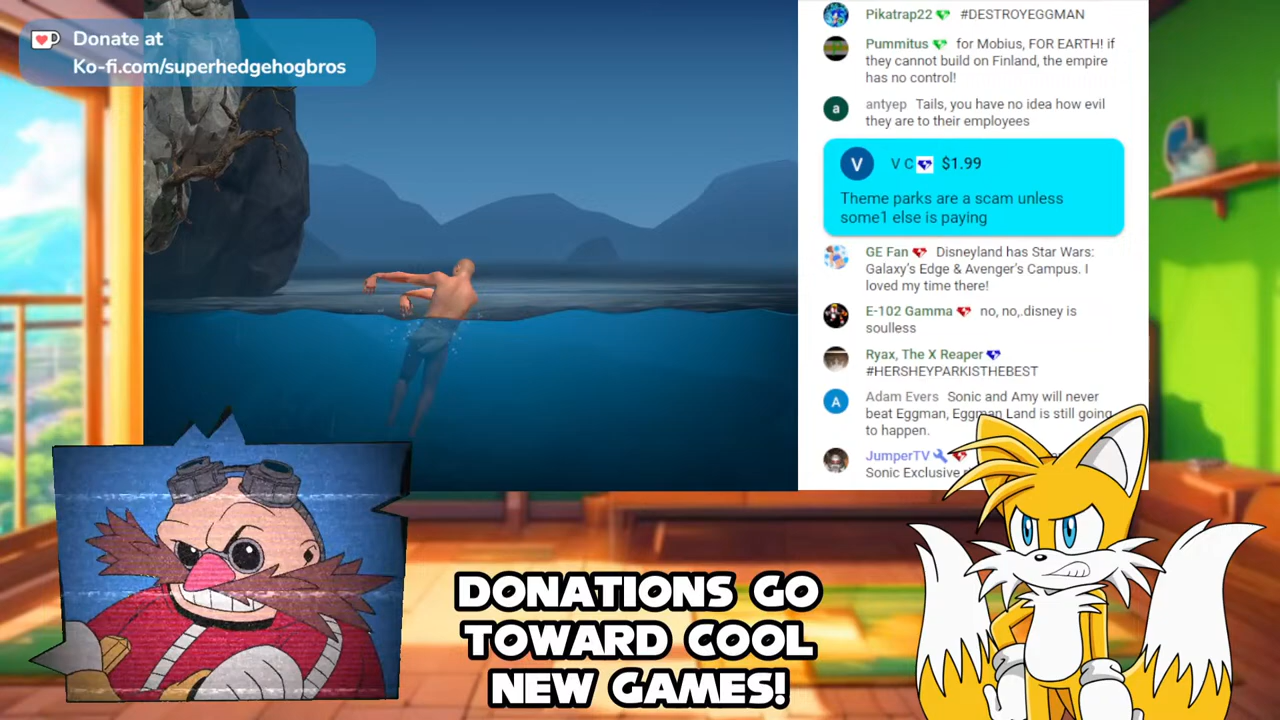 Donate at
Ko-fi.com/superhedgehogbros
Pikatrap22 #DESTROYEGGMAN
Pummitus for Mobius, FOR EARTH! if
they cannot build on Finland, the empire
has no control!
a
antyep Tails, you have no idea how evil
they are to their employees
V
V C $1.99
Theme parks are a scam unless
some1 else is paying
GE Fan Disneyland has Star Wars:
Galaxy's Edge & Avenger's Campus. I
loved my time there!
E-102 Gamma no, no,.disney is
soulless
Ryax, The X Reaper
#HERSHEYPARKISTHEBEST
A
Adam Evers Sonic and Amy will never
beat Eggman, Eggman Land is still going
to happen.
JumperTV
Sonic Exclusive
DONATIONS GO
TOWARD COOL
NEW GAMES!